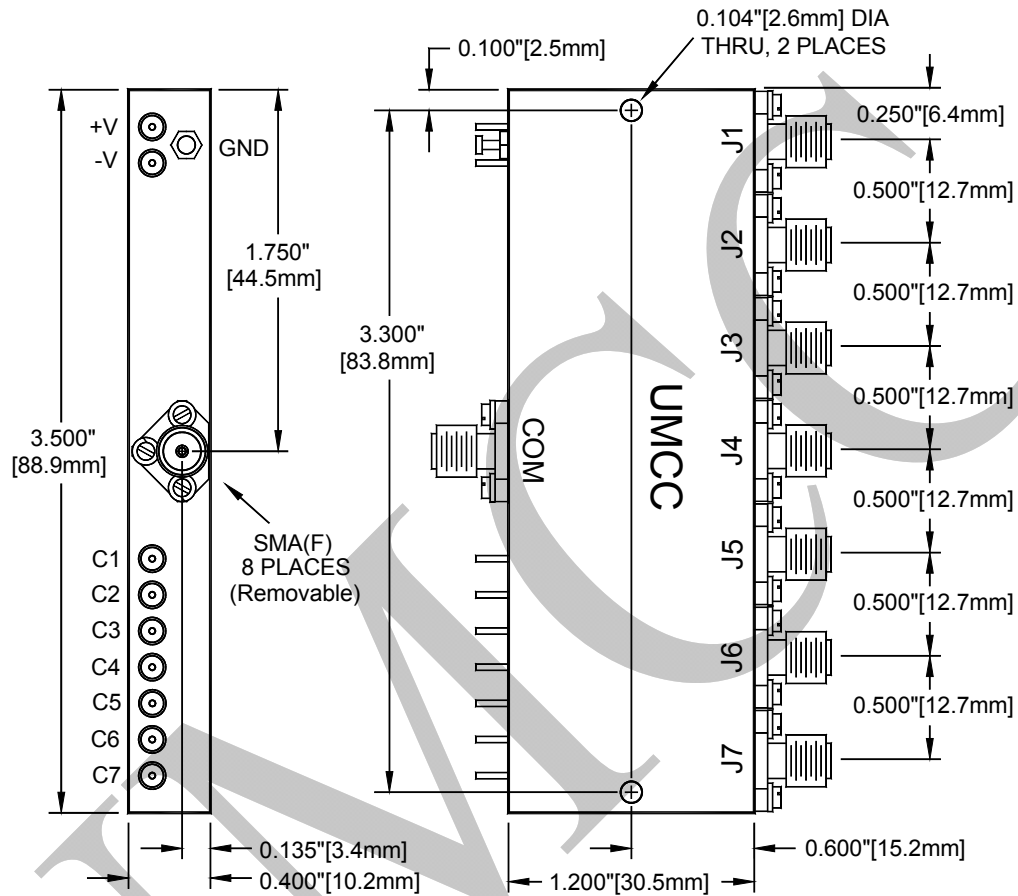 0.104"[2.6mm] DIA
THRU, 2 PLACES
0.100"[2.5mm]
+V
-V
GND
1.750"
[44.5mm]
3.500"
[88.9mm]
SMA(F)
8 PLACES
(Removable)
C1
C2
C3
C4
C5
C6
C7
0.135"[3.4mm]
0.400"[10.2mm]
3.300"
[83.8mm]
COM
UMCC
J1
J2
J3
J4
J5
J6
J7
0.250"[6.4mm]
0.500"[12.7mm]
0.500"[12.7mm]
0.500"[12.7mm]
0.500"[12.7mm]
0.500"[12.7mm]
0.500"[12.7mm]
0.600"[15.2mm]
1.200"[30.5mm]
UMCC